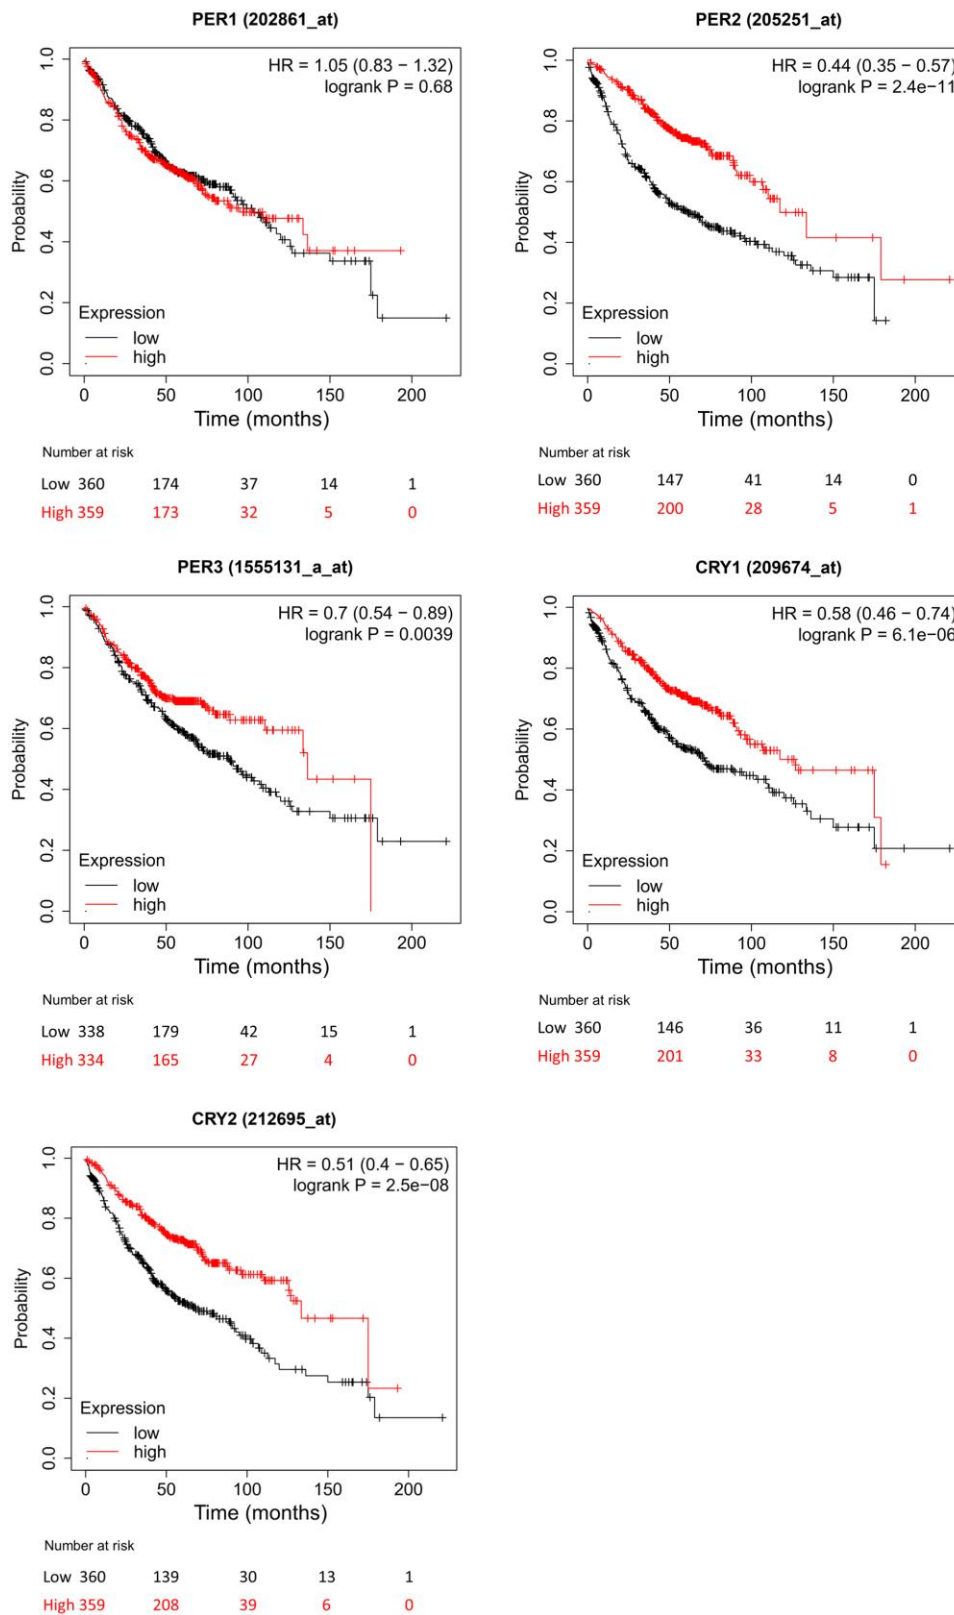 PER1 (202861_at)
HR = 1.05 (0.83 − 1.32)
logrank P = 0.68
Probability
1.0
0.8
0.6
0.4
0.2
0.0
Expression
low
high
0 50 100 150 200
Time (months)
Number at risk
Low 360 174 37 14 1
High 359 173 32 5 0
PER2 (205251_at)
HR = 0.44 (0.35 − 0.57)
logrank P = 2.4e−11
Probability
1.0
0.8
0.6
0.4
0.2
0.0
Expression
low
high
0 50 100 150 200
Time (months)
Number at risk
Low 360 147 41 14 0
High 359 200 28 5 1
PER3 (1555131_a_at)
HR = 0.7 (0.54 − 0.89)
logrank P = 0.0039
Probability
1.0
0.8
0.6
0.4
0.2
0.0
Expression
low
high
0 50 100 150 200
Time (months)
Number at risk
Low 338 179 42 15 1
High 334 165 27 4 0
CRY1 (209674_at)
HR = 0.58 (0.46 − 0.74)
logrank P = 6.1e−06
Probability
1.0
0.8
0.6
0.4
0.2
0.0
Expression
low
high
0 50 100 150 200
Time (months)
Number at risk
Low 360 146 36 11 1
High 359 201 33 8 0
CRY2 (212695_at)
HR = 0.51 (0.4 − 0.65)
logrank P = 2.5e−08
Probability
1.0
0.8
0.6
0.4
0.2
0.0
Expression
low
high
0 50 100 150 200
Time (months)
Number at risk
Low 360 139 30 13 1
High 359 208 39 6 0